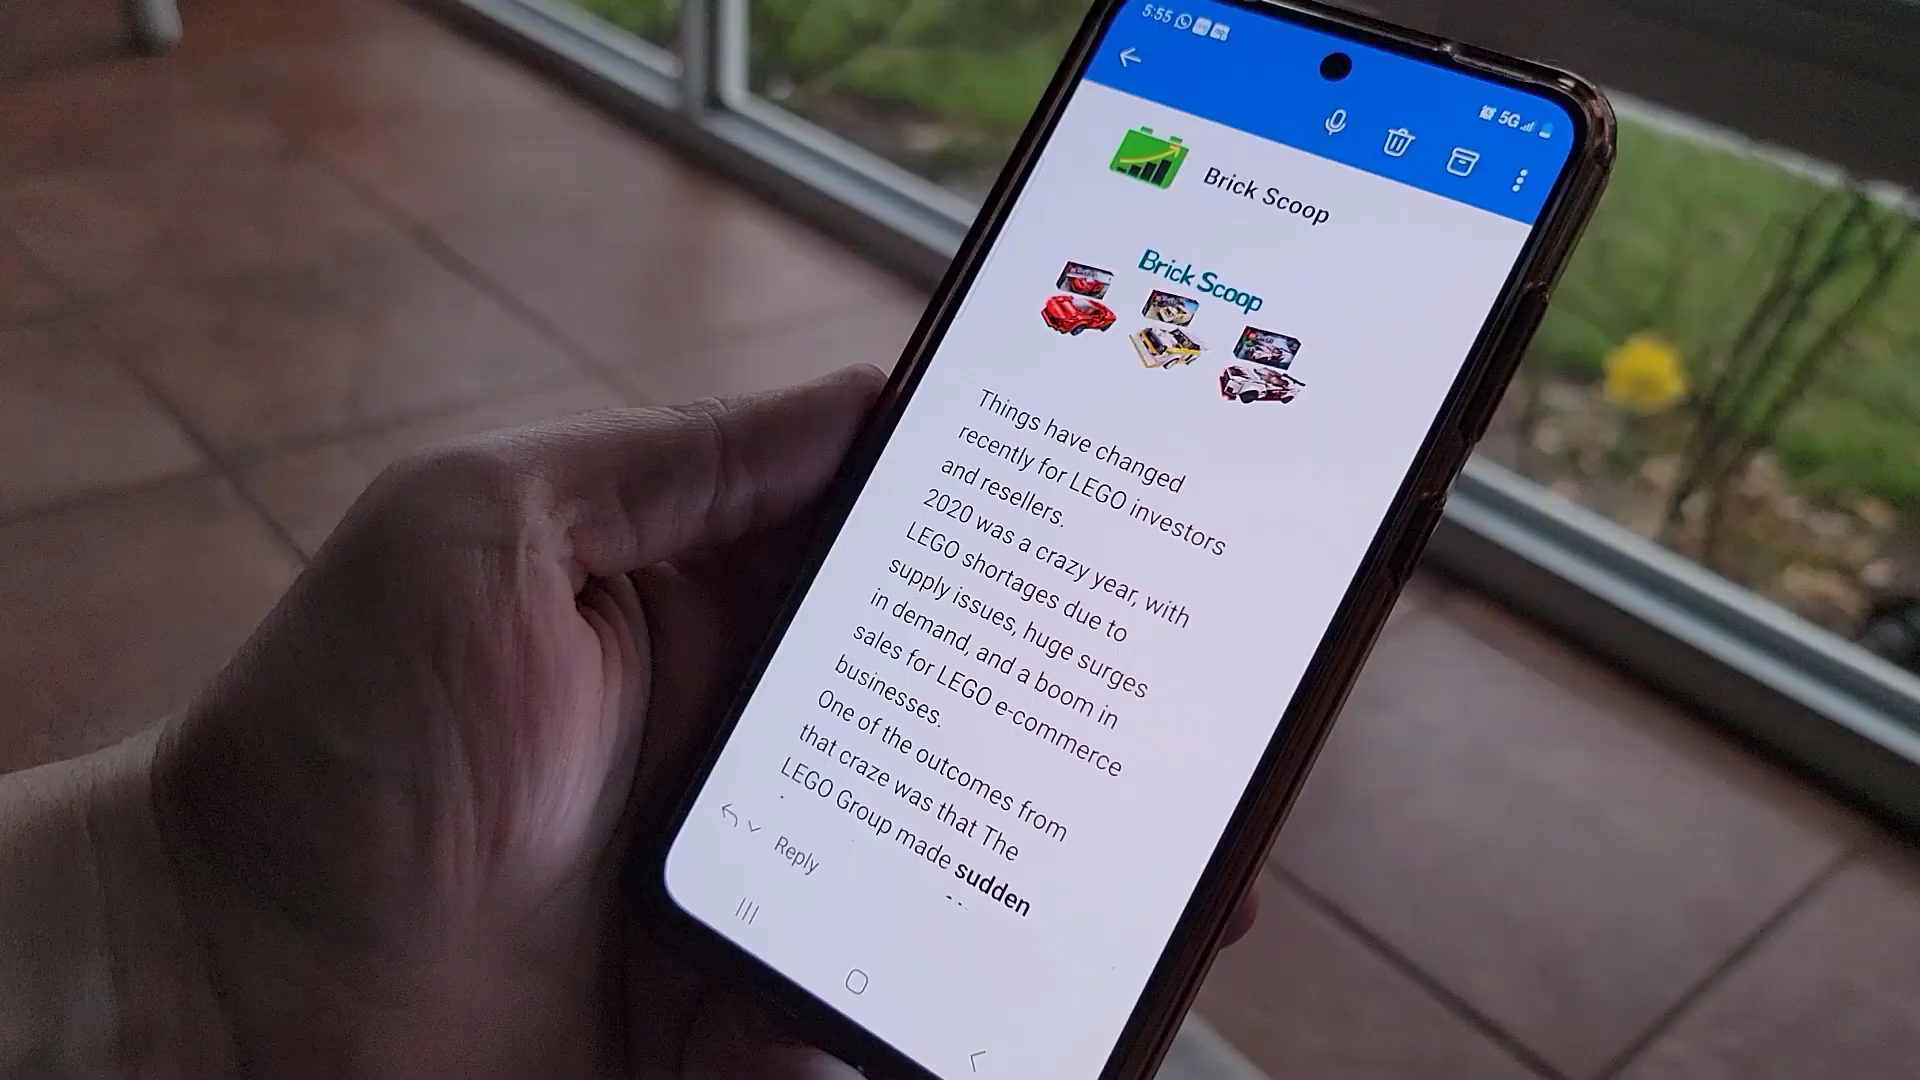 5:55
5G
Brick Scoop
Brick Scoop
Things have changed
recently for LEGO investors
and resellers.
2020 was a crazy year, with
LEGO shortages due to
supply issues, huge surges
in demand, and a boom in
sales for LEGO e-commerce
businesses.
One of the outcomes from
that craze was that The
LEGO Group made sudden
Reply